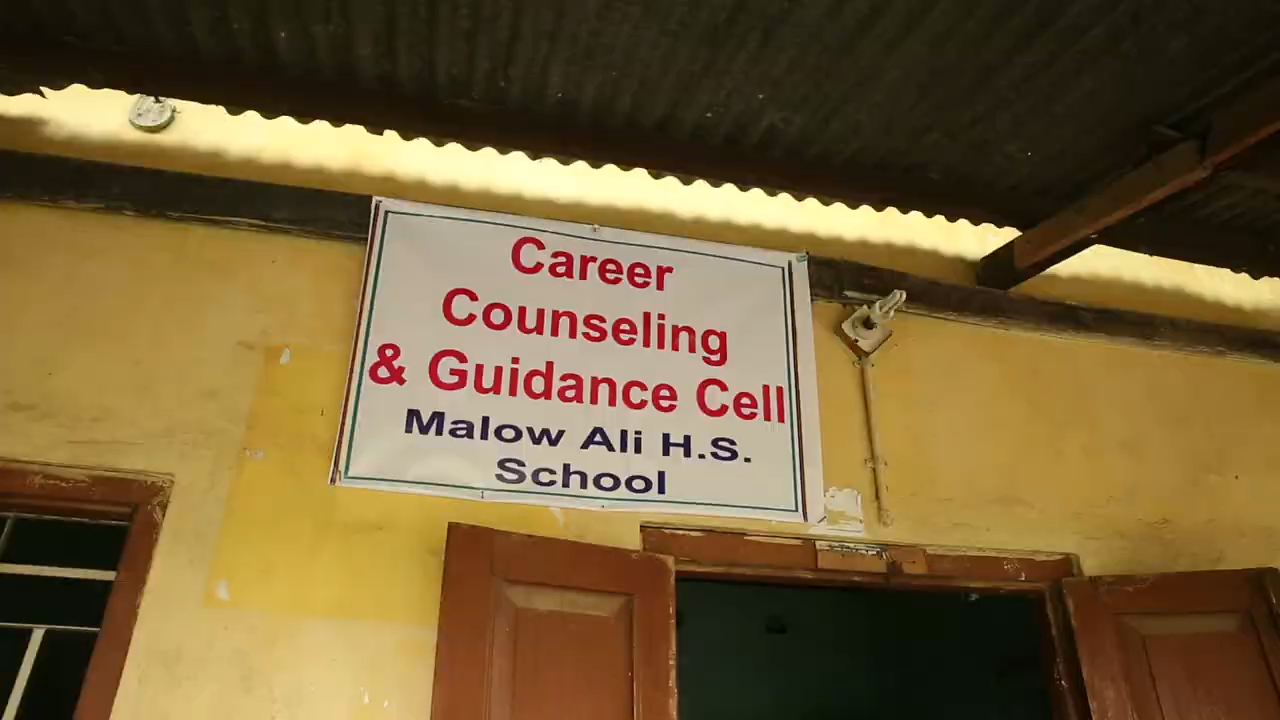 Career
Counseling
& Guidance Cell
Malow Ali H.S.
School